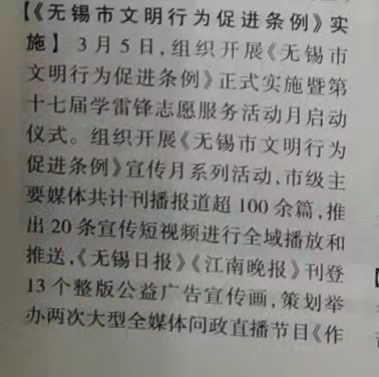 【《无锡市文明行为促进条例》实
施】 3月5日,组织开展《无锡市
文明行为促进条例》正式实施暨第
十七届学雷锋志愿服务活动月启动
仪式。组织开展《无锡市文明行为
促进条例》宣传月系列活动,市级主
要媒体共计刊播报道超100余篇,推
出20条宣传短视频进行全域播放和
推送,《无锡日报》《江南晚报》刊登
13个整版公益广告宣传画,策划举
办两次大型全媒体问政直播节目《作